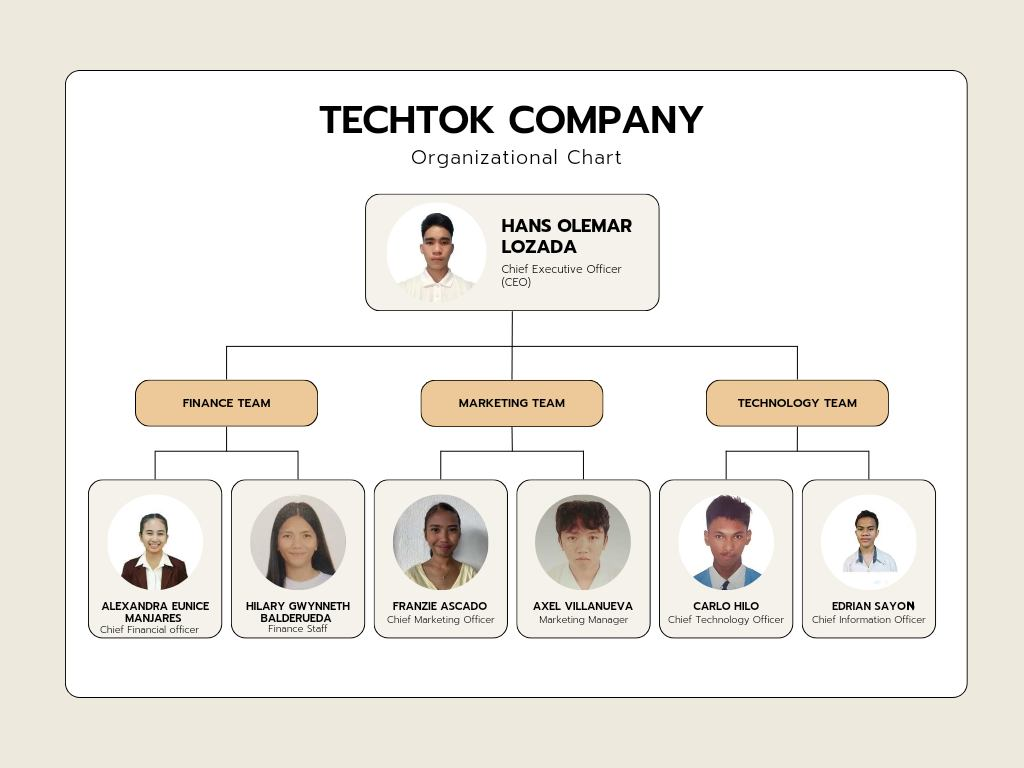 TECHTOK COMPANY
Organizational Chart
HANS OLEMAR
LOZADA
Chief Executive Officer
(CEO)
FINANCE TEAM
MARKETING TEAM
TECHNOLOGY TEAM
ALEXANDRA EUNICE
MANJARES
Chief Financial officer
HILARY GWYNNETH
BALDERUEDA
Finance Staff
FRANZIE ASCADO
Chief Marketing Officer
AXEL VILLANUEVA
Marketing Manager
CARLO HILO
Chief Technology Officer
EDRIAN SAYON
Chief Information Officer